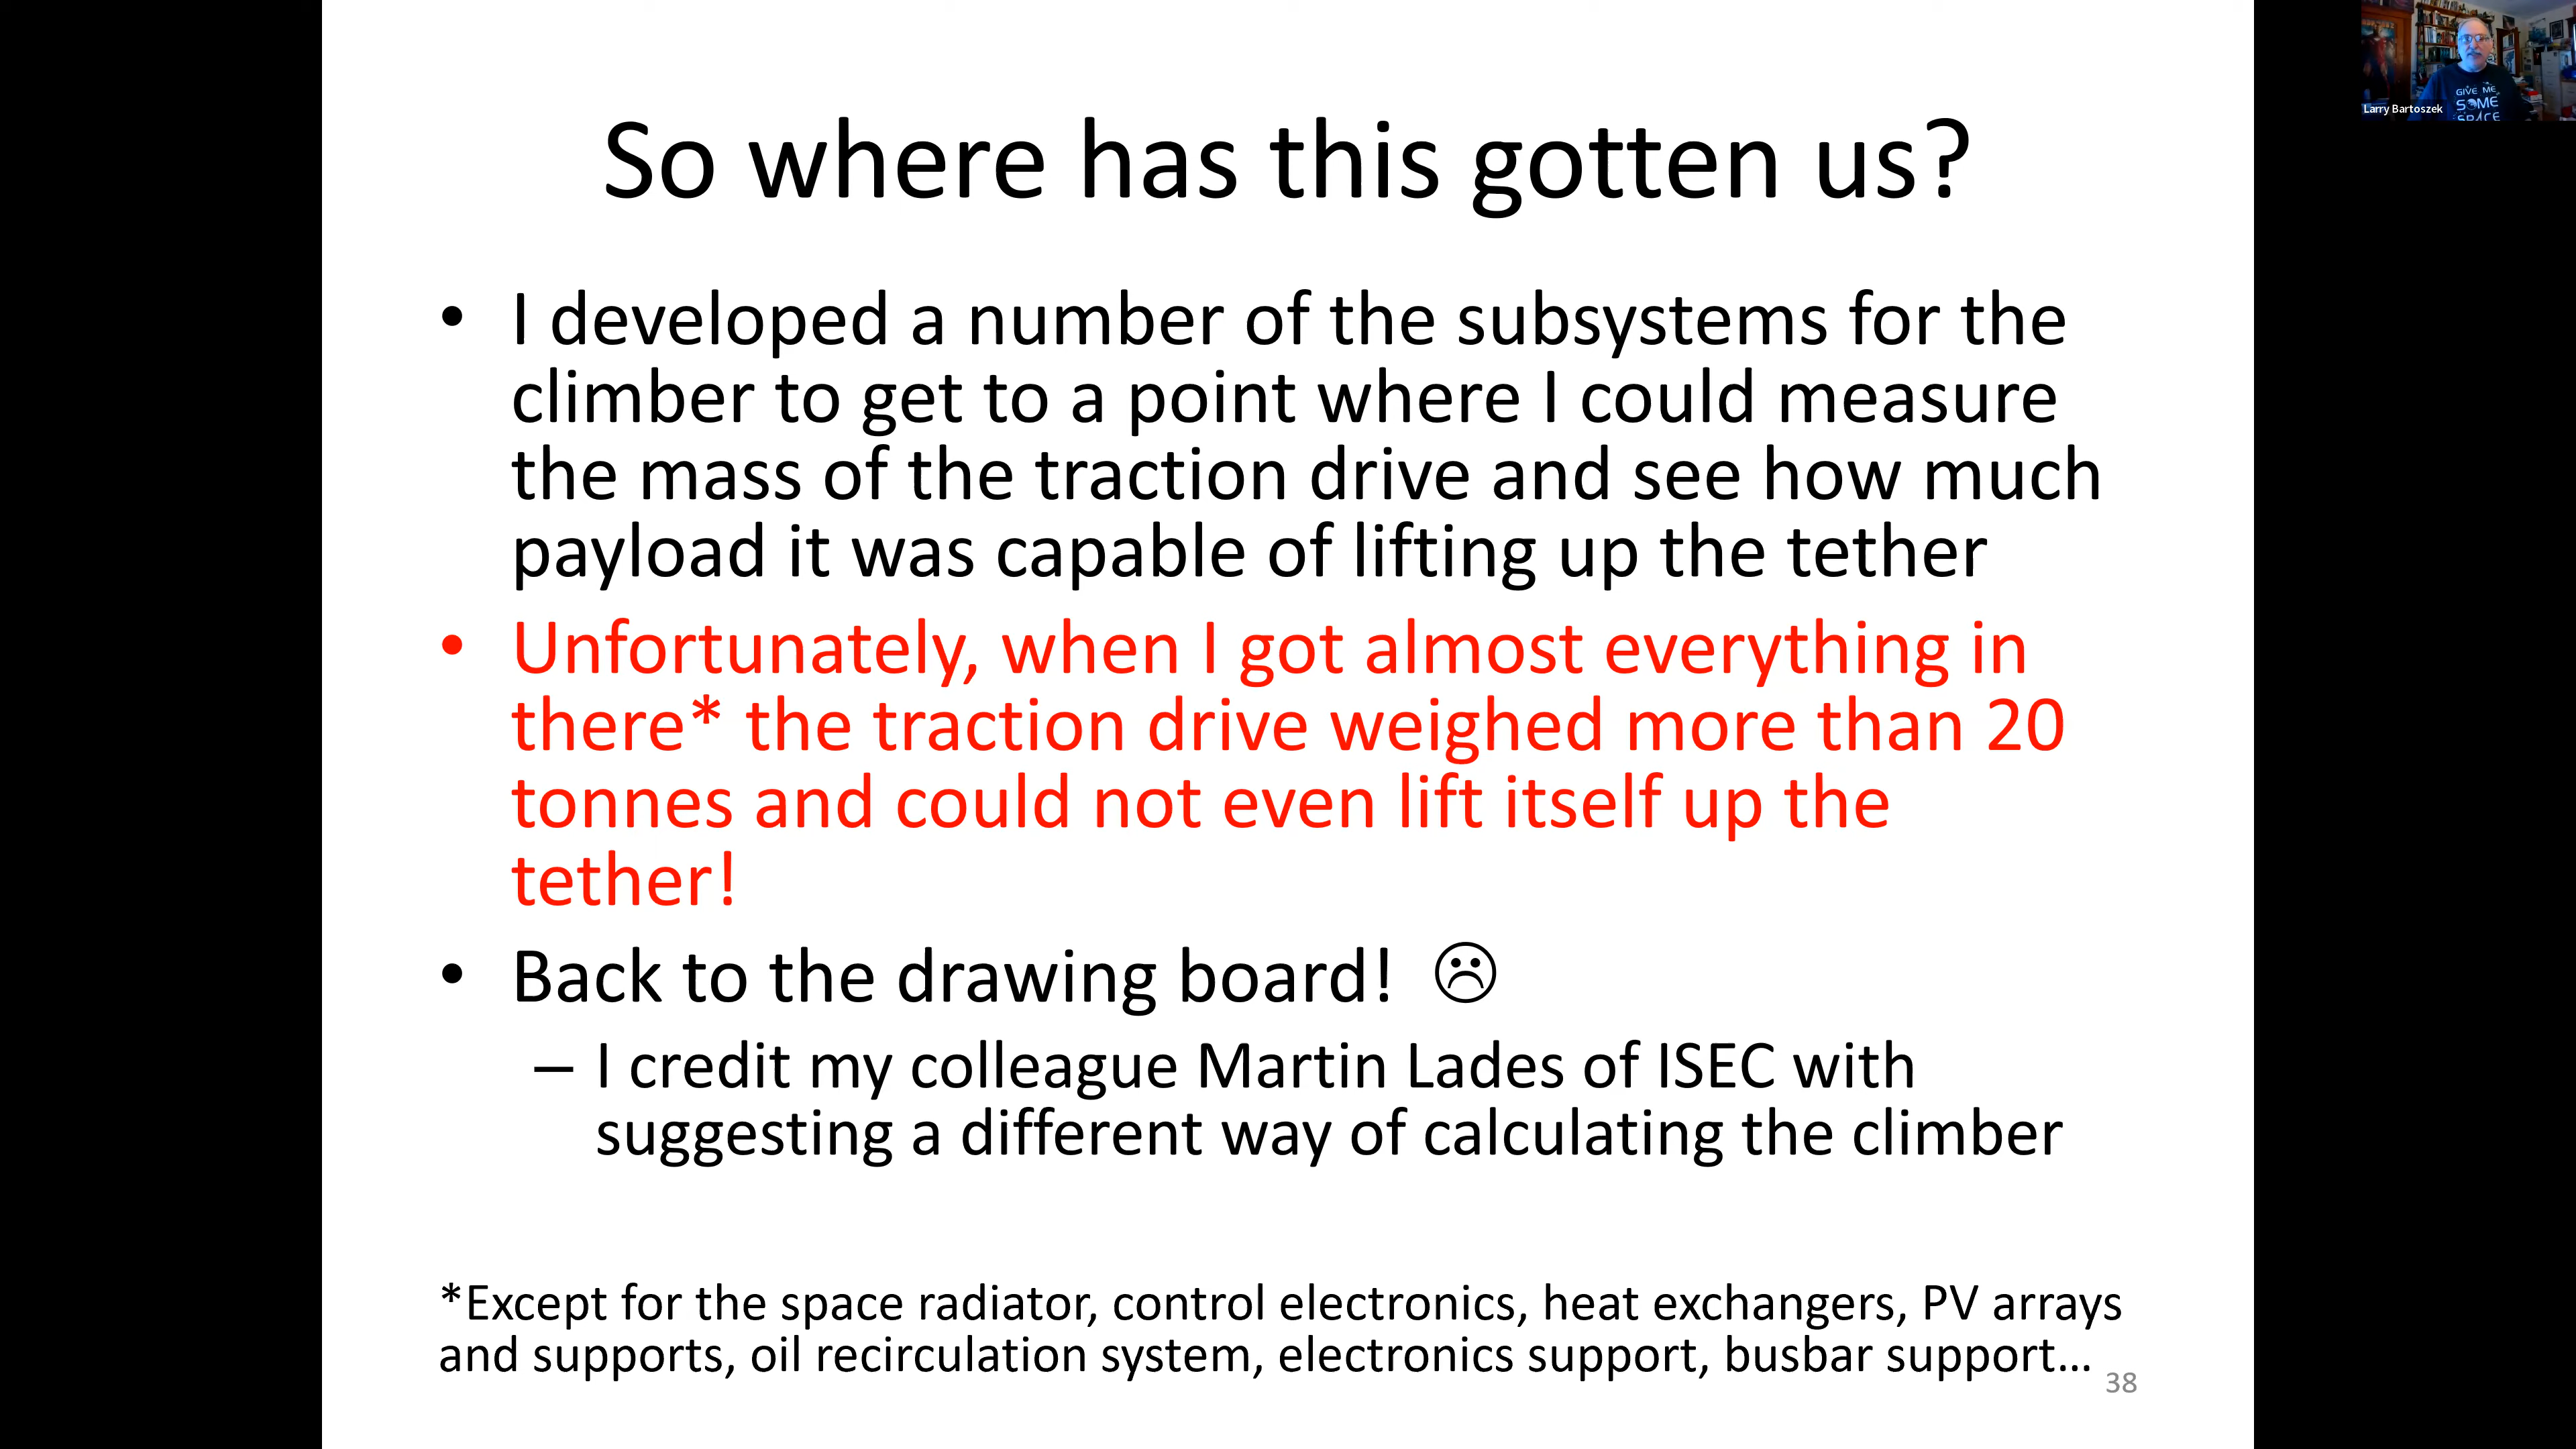 So where has this gotten us?
• I developed a number of the subsystems for the
climber to get to a point where I could measure
the mass of the traction drive and see how much
payload it was capable of lifting up the tether
• Unfortunately, when I got almost everything in
there* the traction drive weighed more than 20
tonnes and could not even lift itself up the
tether!
• Back to the drawing board! ☹
– I credit my colleague Martin Lades of ISEC with
suggesting a different way of calculating the climber
*Except for the space radiator, control electronics, heat exchangers, PV arrays
and supports, oil recirculation system, electronics support, busbar support…
38
Larry Bartoszek
GIVE ME
SOME
SPACE